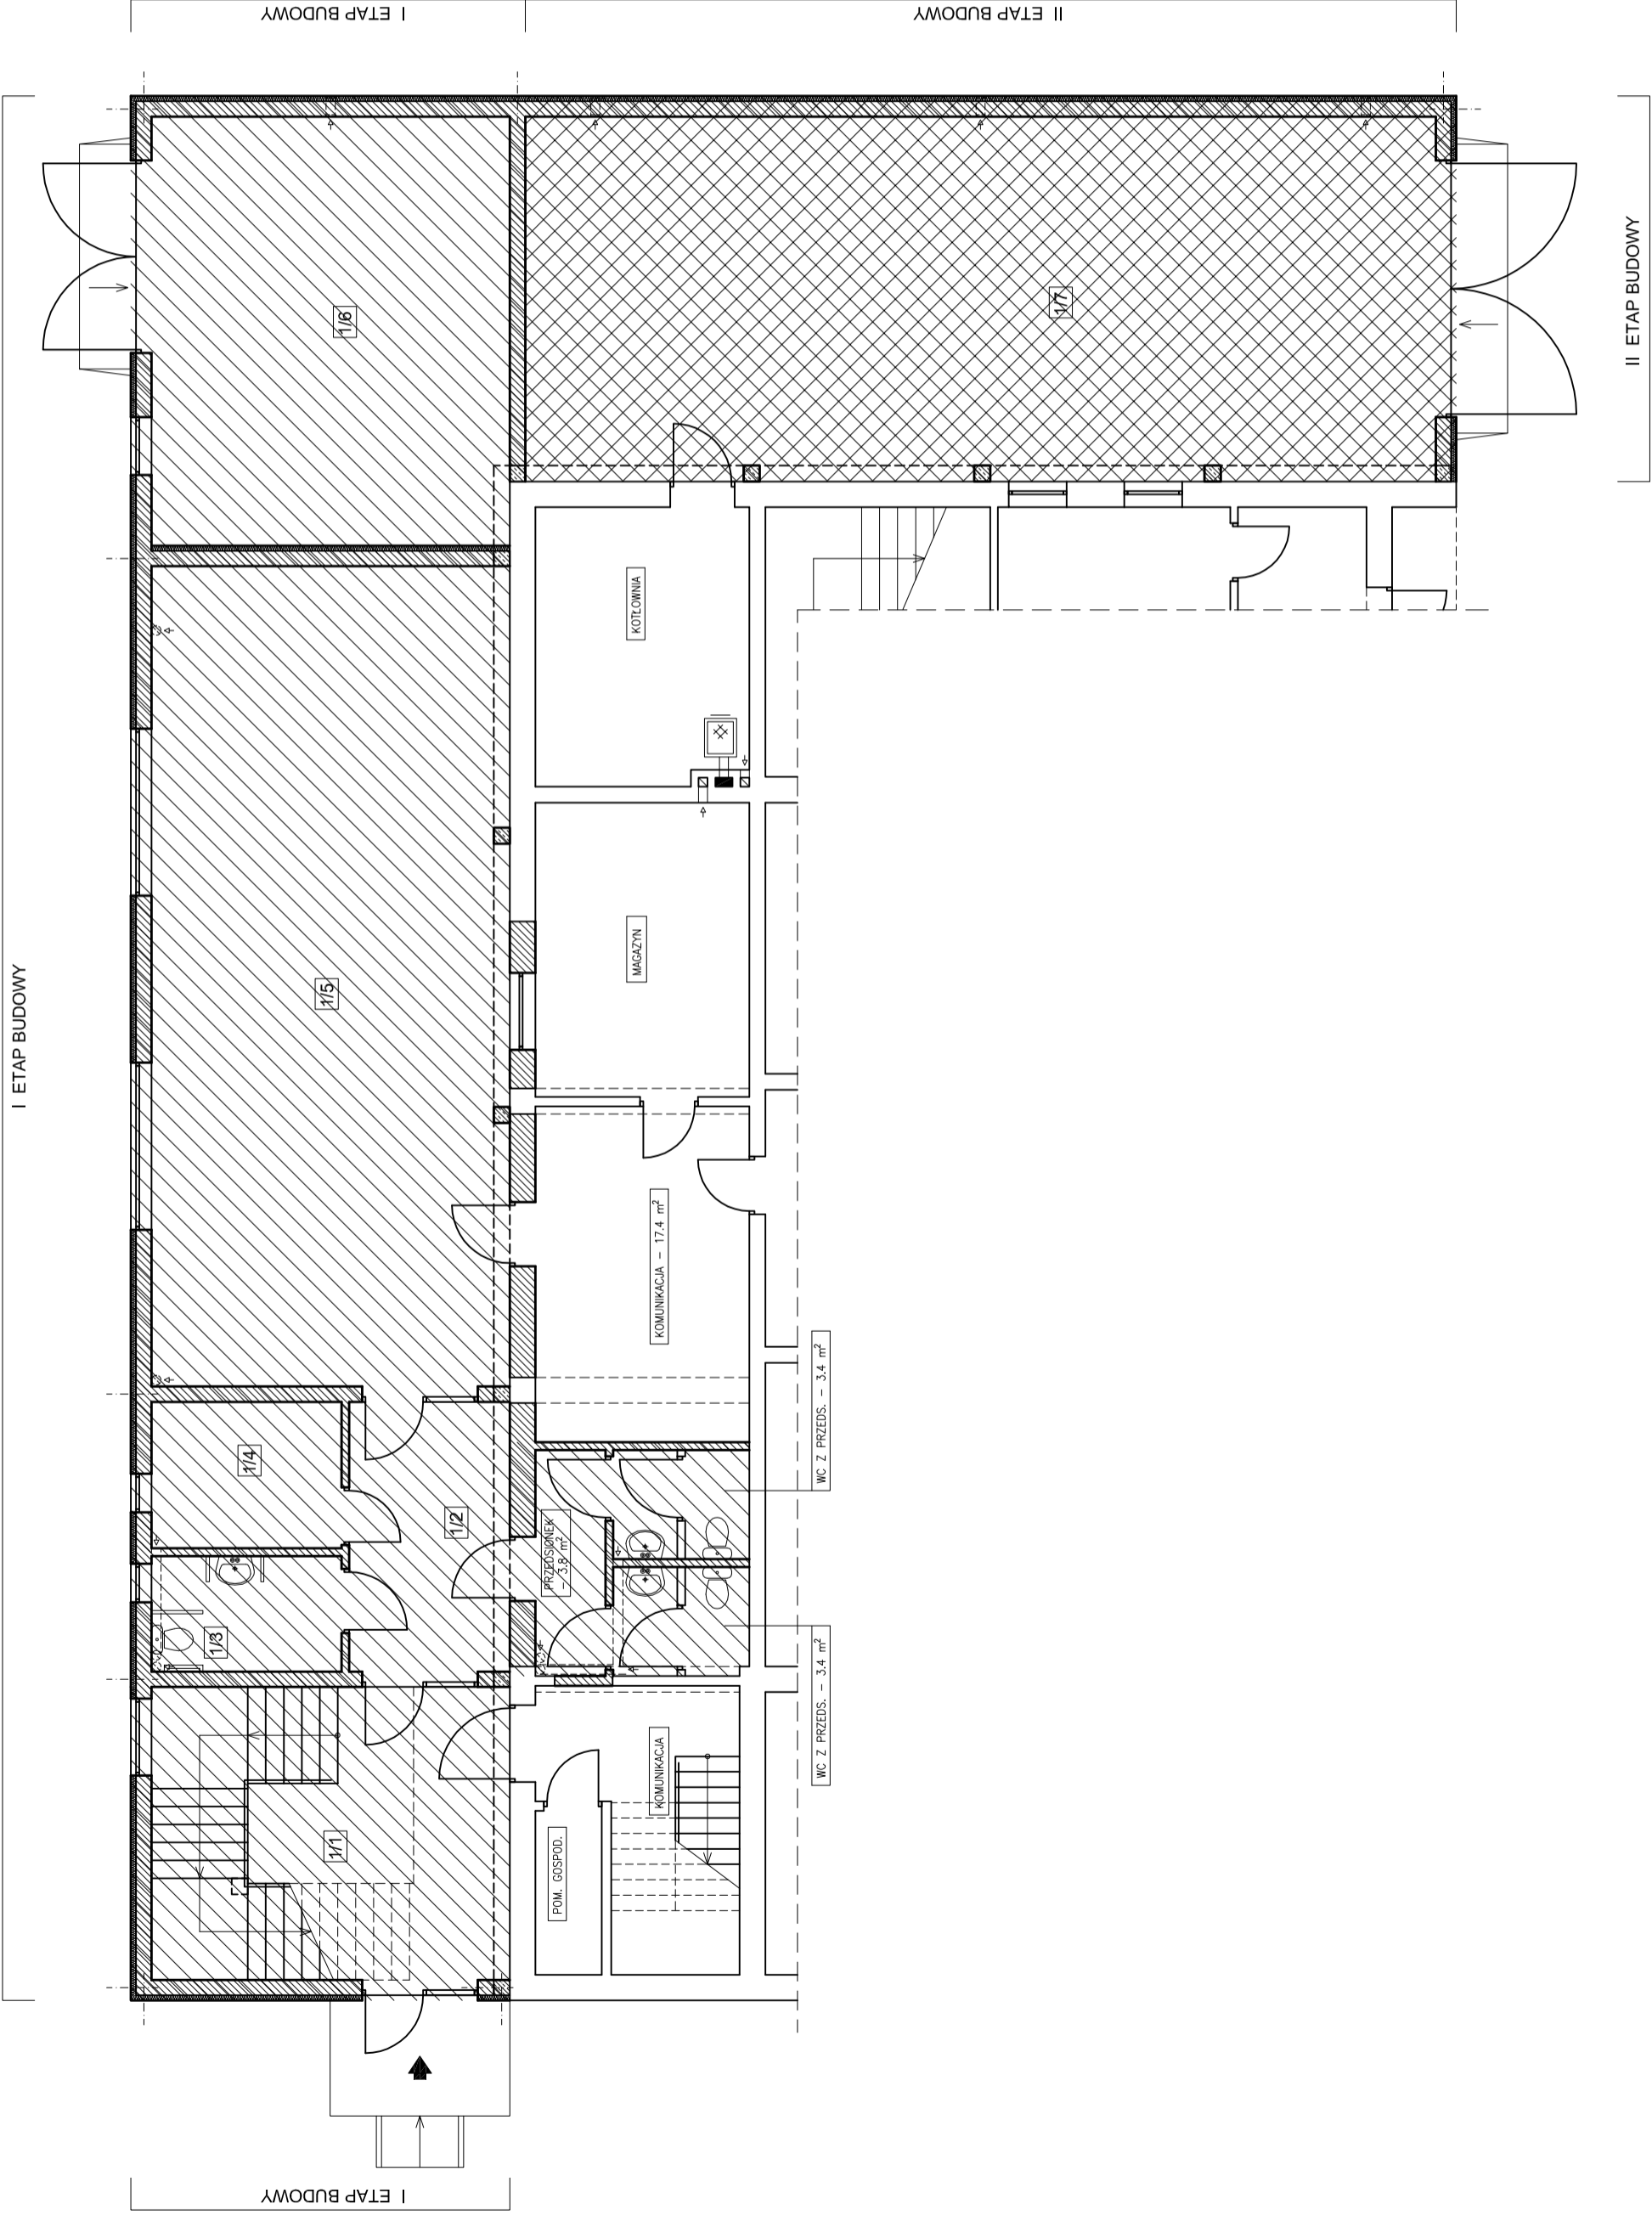 I ETAP BUDOWY
II ETAP BUDOWY
I ETAP BUDOWY
II ETAP BUDOWY
1/6
1/7
KOTŁOWNIA
1/5
MAGAZYN
KOMUNIKACJA - 17.4 m²
WC Z PRZEDS. - 3.4 m²
1/4
1/2
PRZEDSIONEK
- 3.8 m²
1/3
WC Z PRZEDS. - 3.4 m²
KOMUNIKACJA
1/1
POM. GOSPOD.
I ETAP BUDOWY